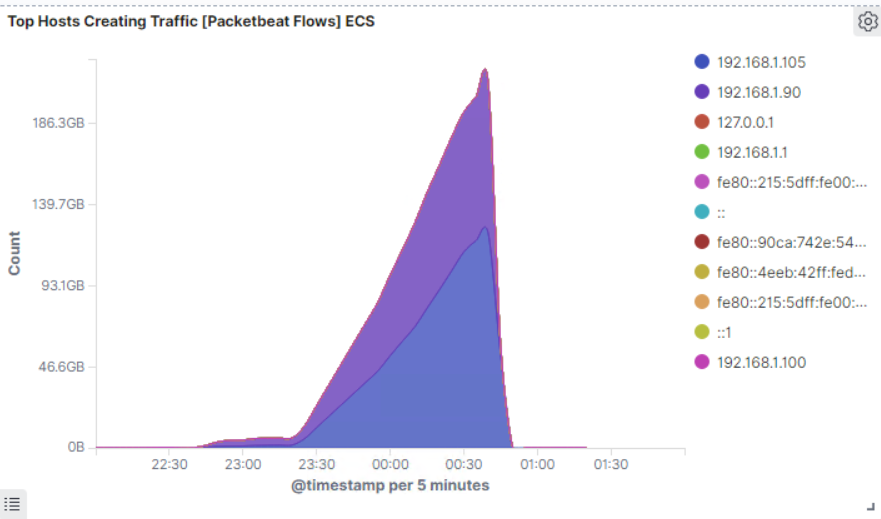 Top Hosts Creating Traffic [Packetbeat Flows] ECS
192.168.1.105
192.168.1.90
127.0.0.1
192.168.1.1
fe80::215:5dff:fe00:...
::
fe80::90ca:742e:54...
fe80::4eeb:42ff:fed...
fe80::215:5dff:fe00:...
::1
192.168.1.100
Count
186.3GB
139.7GB
93.1GB
46.6GB
0B
22:30 23:00 23:30 00:00 00:30 01:00 01:30
@timestamp per 5 minutes